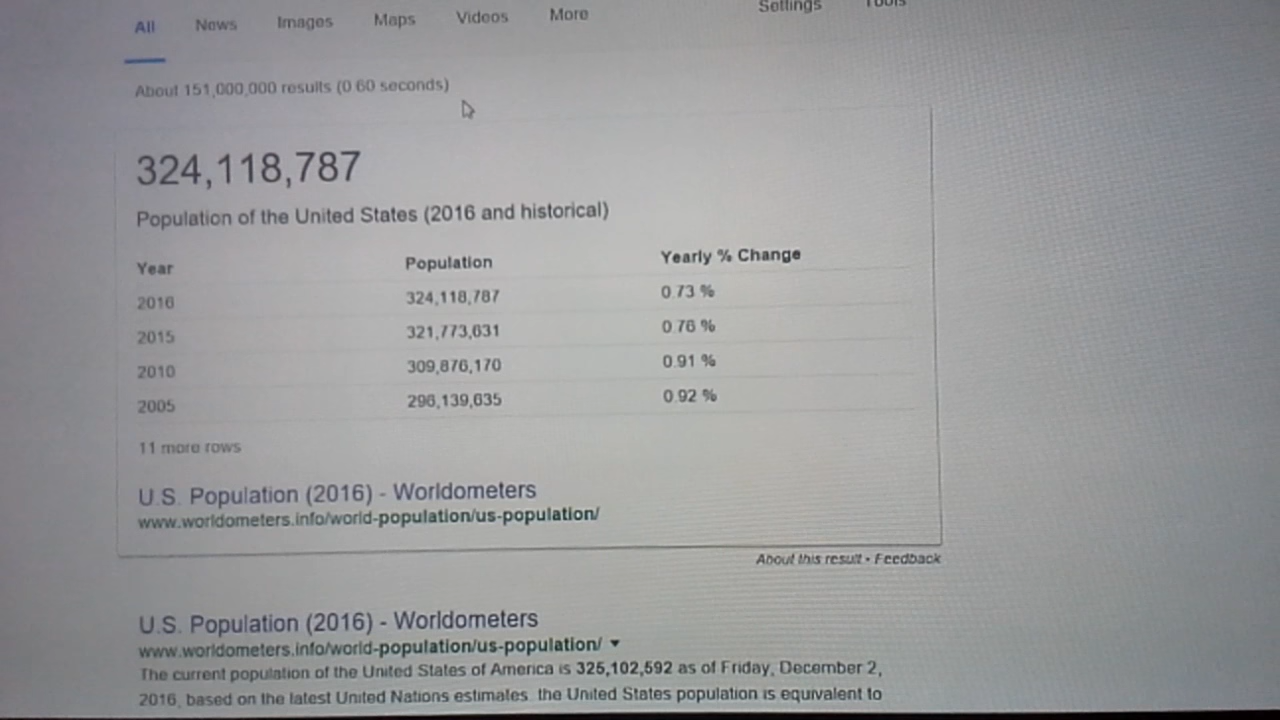 All News Images Maps Videos More Settings Tools
About 151,000,000 results (0.60 seconds)
324,118,787
Population of the United States (2016 and historical)
Year Population Yearly % Change
2016 324,118,787 0.73 %
2015 321,773,631 0.76 %
2010 309,876,170 0.91 %
2005 296,139,635 0.92 %
11 more rows
U.S. Population (2016) - Worldometers
www.worldometers.info/world-population/us-population/
About this result • Feedback
U.S. Population (2016) - Worldometers
www.worldometers.info/world-population/us-population/
The current population of the United States of America is 325,102,592 as of Friday, December 2,
2016, based on the latest United Nations estimates. the United States population is equivalent to